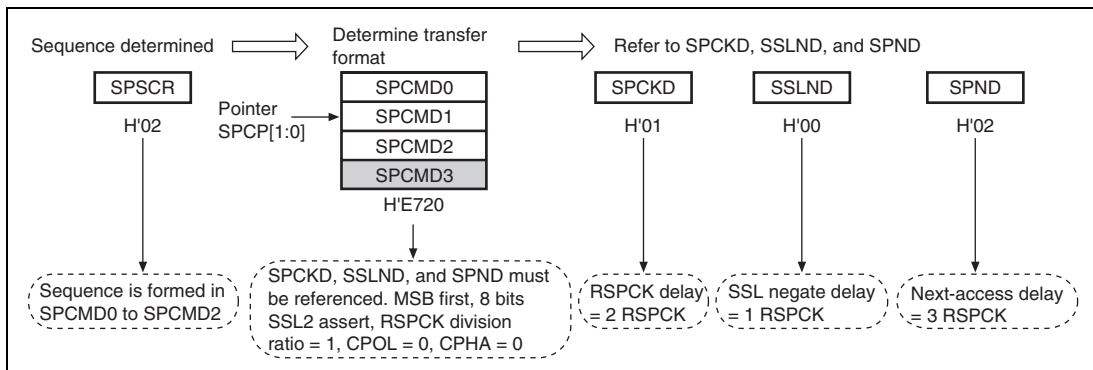 Sequence determined
Determine transfer
format
Refer to SPCKD, SSLND, and SPND
SPSCR
H'02
Pointer
SPCP[1:0]
SPCMD0
SPCMD1
SPCMD2
SPCMD3
H'E720
SPCKD
H'01
SSLND
H'00
SPND
H'02
Sequence is formed in
SPCMD0 to SPCMD2
SPCKD, SSLND, and SPND must
be referenced. MSB first, 8 bits
SSL2 assert, RSPCK division
ratio = 1, CPOL = 0, CPHA = 0
RSPCK delay
= 2 RSPCK
SSL negate delay
= 1 RSPCK
Next-access delay
= 3 RSPCK